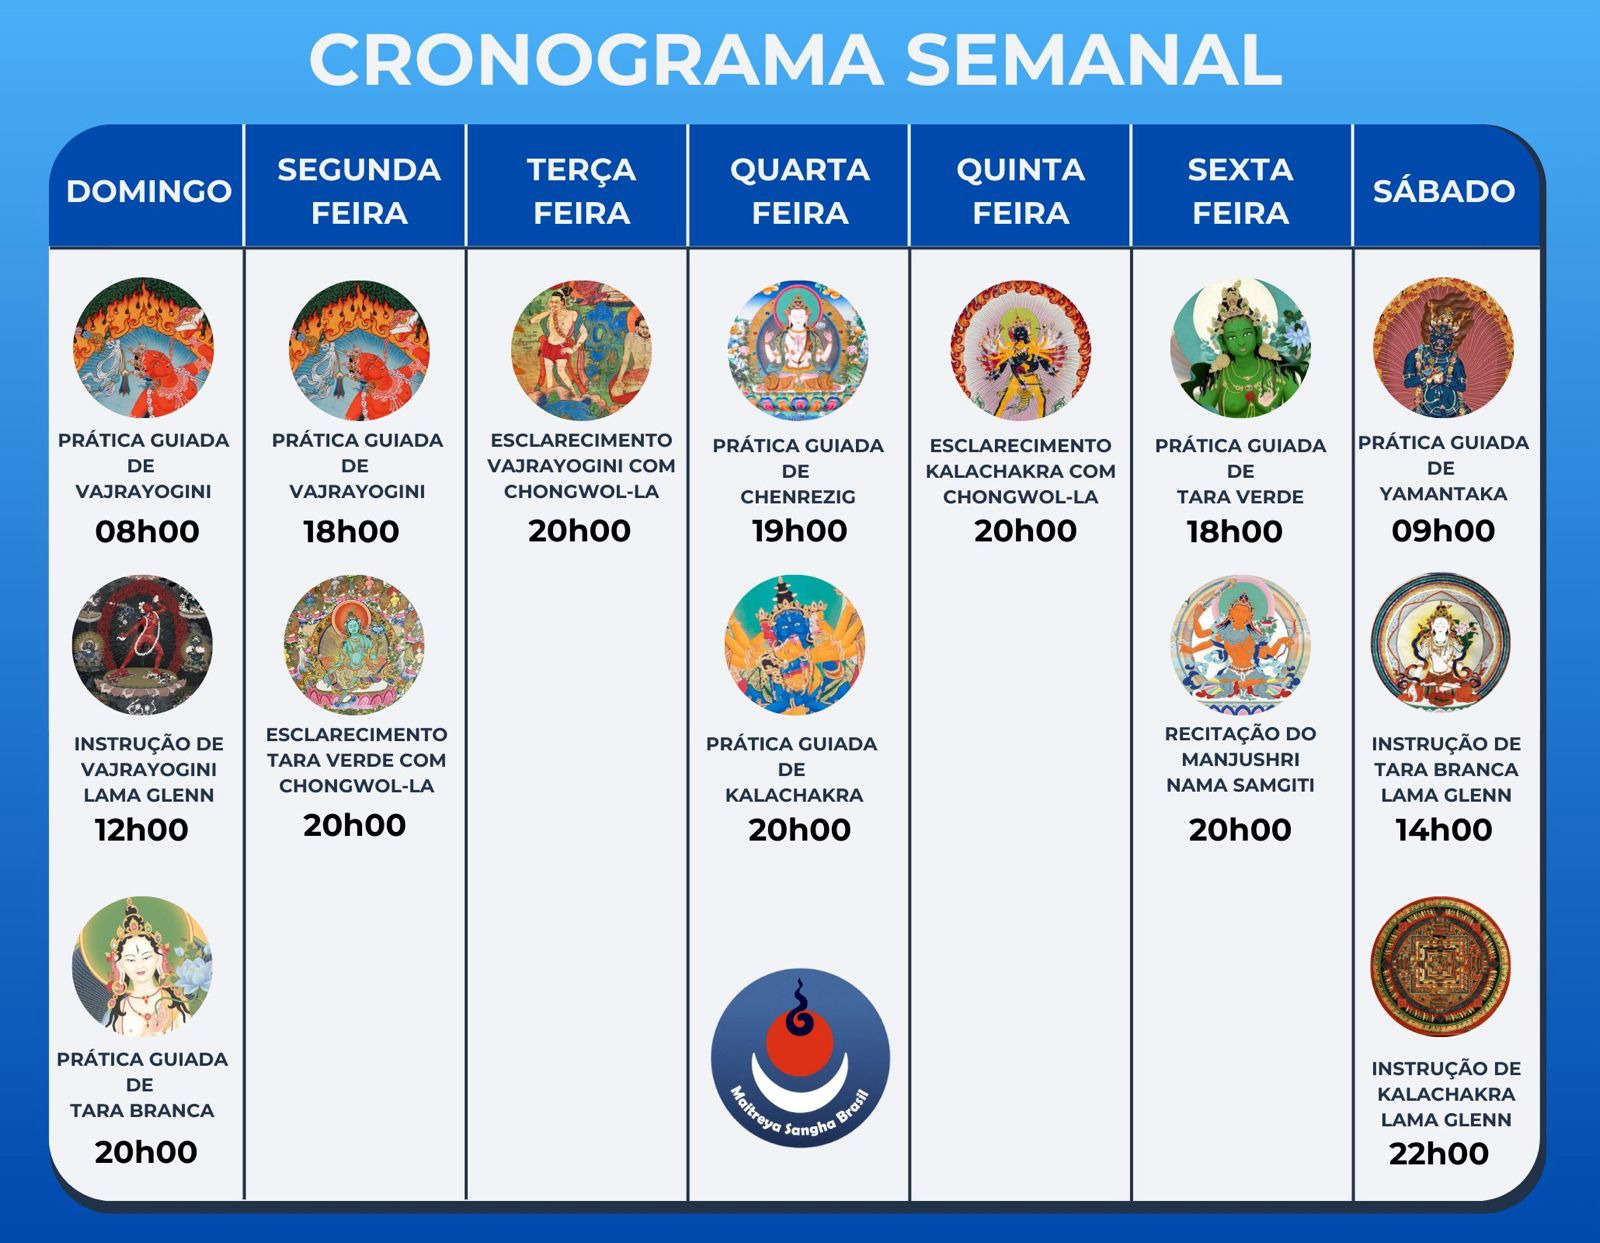 CRONOGRAMA SEMANAL
DOMINGO
SEGUNDA
FEIRA
TERÇA
FEIRA
QUARTA
FEIRA
QUINTA
FEIRA
SEXTA
FEIRA
SÁBADO
PRÁTICA GUIADA
DE
VAJRAYOGINI
08h00
INSTRUÇÃO DE
VAJRAYOGINI
LAMA GLENN
12h00
PRÁTICA GUIADA
DE
TARA BRANCA
20h00
PRÁTICA GUIADA
DE
VAJRAYOGINI
18h00
ESCLARECIMENTO
TARA VERDE COM
CHONGWOL-LA
20h00
ESCLARECIMENTO
VAJRAYOGINI COM
CHONGWOL-LA
20h00
PRÁTICA GUIADA
DE
CHENREZIG
19h00
PRÁTICA GUIADA
DE
KALACHAKRA
20h00
Maitreya Sangha Brasil
ESCLARECIMENTO
KALACHAKRA COM
CHONGWOL-LA
20h00
PRÁTICA GUIADA
DE
TARA VERDE
18h00
RECITAÇÃO DO
MANJUSHRI
NAMA SAMGITI
20h00
PRÁTICA GUIADA
DE
YAMANTAKA
09h00
INSTRUÇÃO DE
TARA BRANCA
LAMA GLENN
14h00
INSTRUÇÃO DE
KALACHAKRA
LAMA GLENN
22h00